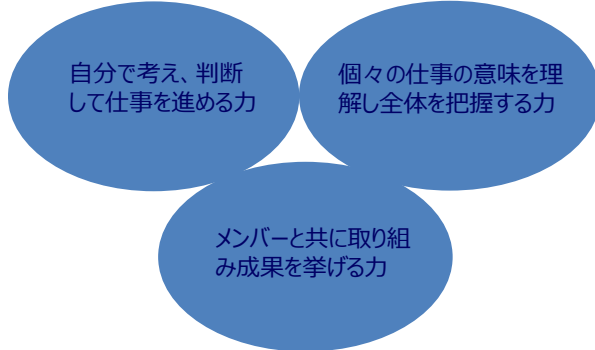 自分で考え、判断
して仕事を進める力
個々の仕事の意味を理
解し全体を把握する力
メンバーと共に取り組
み成果を挙げる力